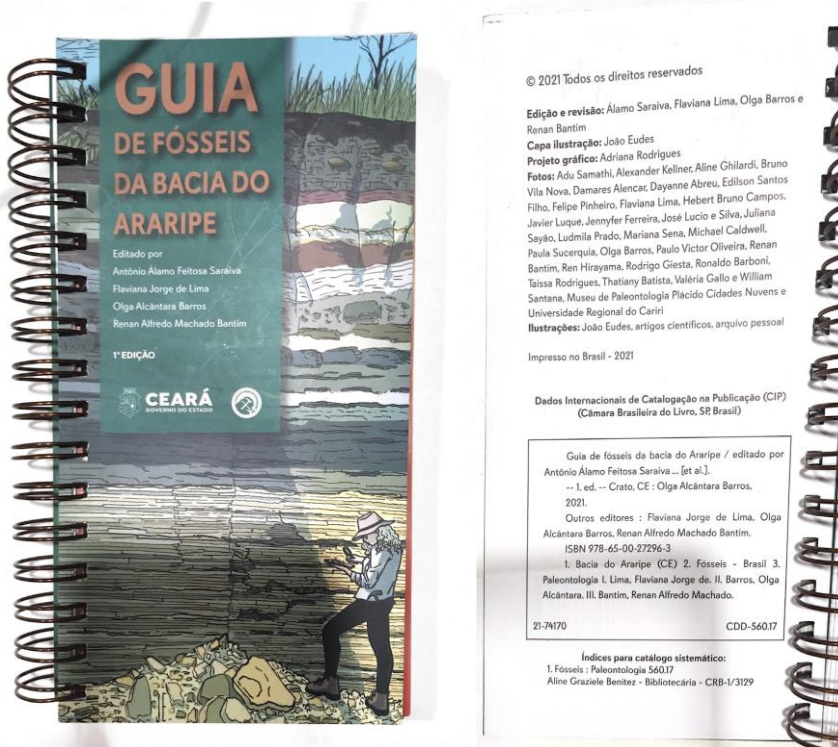 GUIA
DE FÓSSEIS
DA BACIA DO
ARARIPE
Editado por
Antônio Álamo Feitosa Saraiva
Flaviana Jorge de Lima
Olga Alcântara Barros
Renan Alfredo Machado Bantim
1ª EDIÇÃO
CEARÁ
GOVERNO DO ESTADO
© 2021 Todos os direitos reservados
Edição e revisão: Álamo Saraiva, Flaviana Lima, Olga Barros e
Renan Bantim
Capa ilustração: João Eudes
Projeto gráfico: Adriana Rodrigues
Fotos: Adu Samathi, Alexander Kellner, Aline Ghilardi, Bruno
Vila Nova, Damares Alencar, Dayanne Abreu, Edilson Santos
Filho, Felipe Pinheiro, Flaviana Lima, Hebert Bruno Campos,
Javier Luque, Jennyfer Ferreira, José Lucio e Silva, Juliana
Sayão, Ludmila Prado, Mariana Sena, Michael Caldwell,
Paula Sucerquia, Olga Barros, Paulo Victor Oliveira, Renan
Bantim, Ren Hirayama, Rodrigo Giesta, Ronaldo Barboni,
Taissa Rodrigues, Thatiany Batista, Valéria Gallo e William
Santana, Museu de Paleontologia Plácido Cidades Nuvens e
Universidade Regional do Cariri
Ilustrações: João Eudes, artigos científicos, arquivo pessoal
Impresso no Brasil - 2021
Dados Internacionais de Catalogação na Publicação (CIP)
(Câmara Brasileira do Livro, SP, Brasil)
Guia de fósseis da bacia do Araripe / editado por
Antônio Álamo Feitosa Saraiva ... [et al.].
-- 1. ed. -- Crato, CE : Olga Alcântara Barros,
2021.
Outros editores : Flaviana Jorge de Lima, Olga
Alcântara Barros, Renan Alfredo Machado Bantim.
ISBN 978-65-00-27296-3
1. Bacia do Araripe (CE) 2. Fósseis - Brasil 3.
Paleontologia I. Lima, Flaviana Jorge de. II. Barros, Olga
Alcântara. III. Bantim, Renan Alfredo Machado.
21-74170 CDD-560.17
Índices para catálogo sistemático:
1. Fósseis : Paleontologia 560.17
Aline Graziele Benitez - Bibliotecária - CRB-1/3129